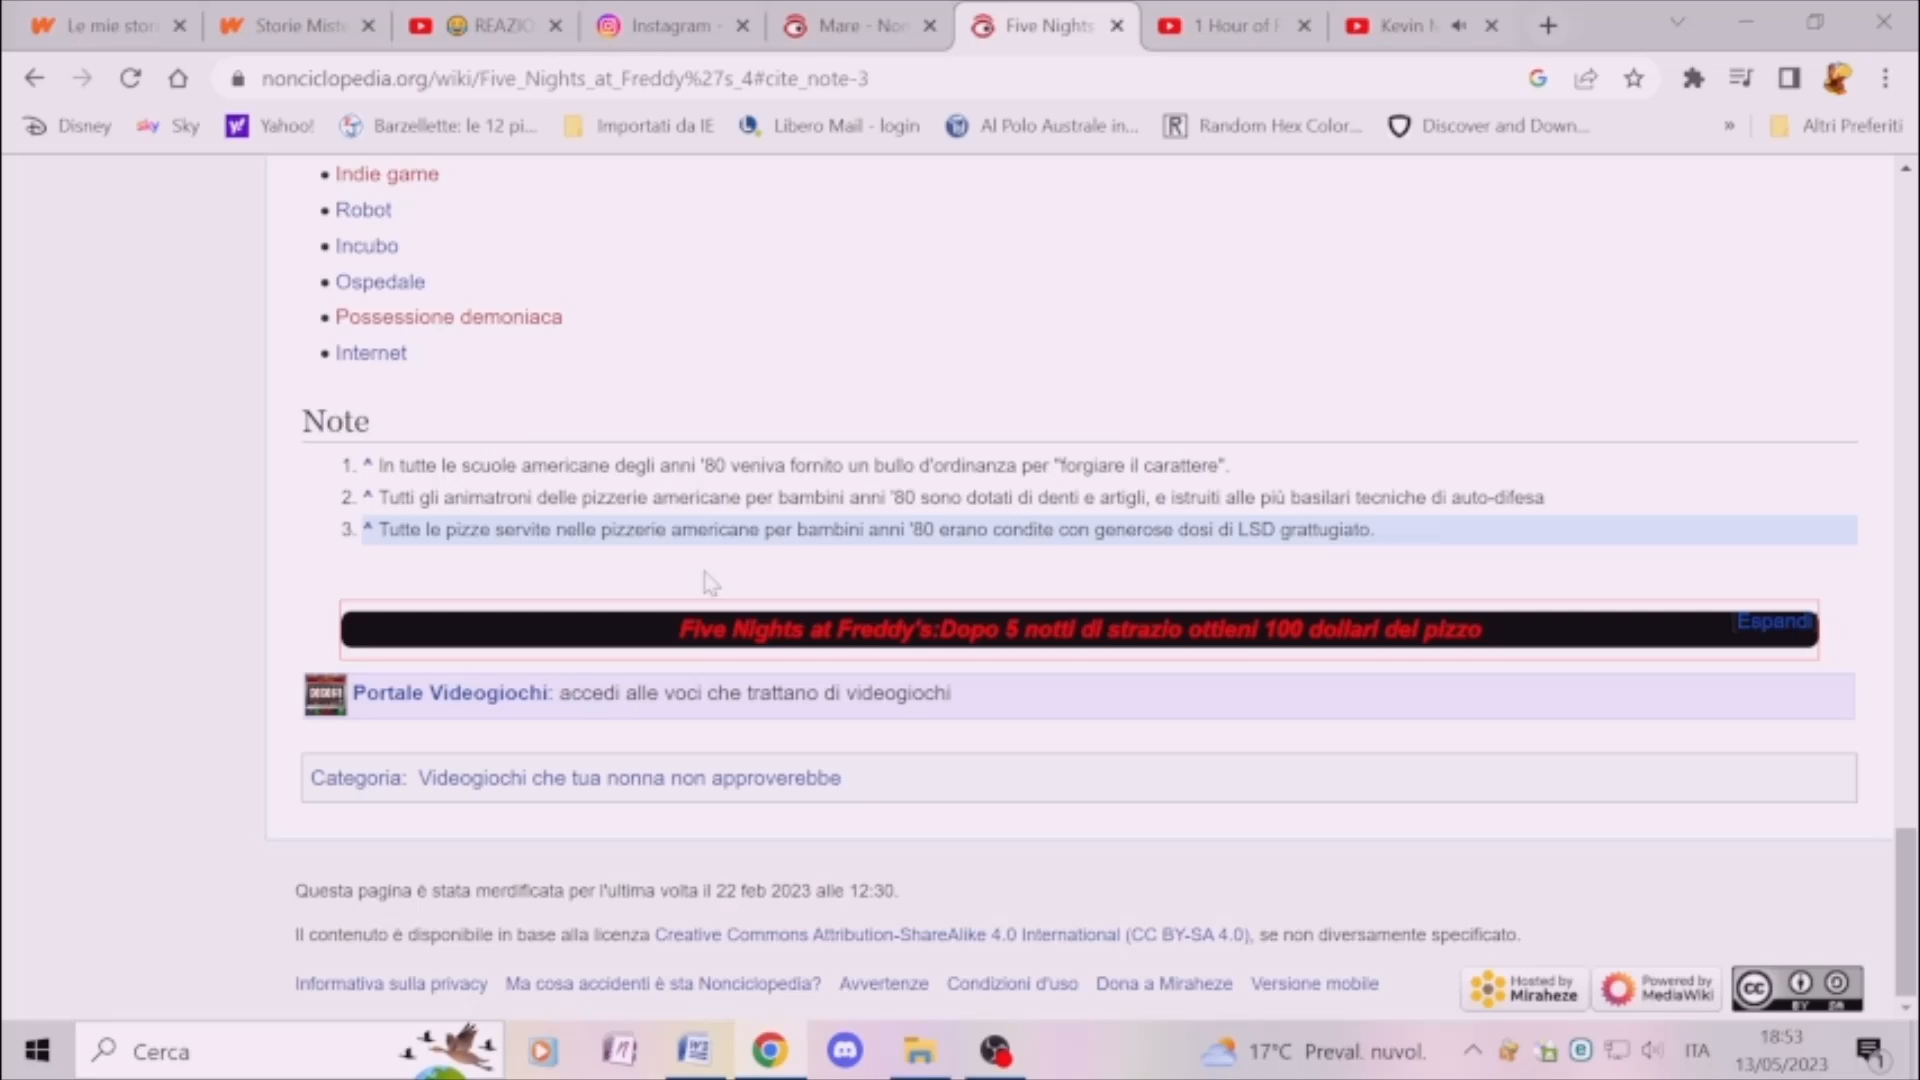 Le mie stori
Storie Miste
REAZIO
Instagram -
Mare - Non
Five Nights
1 Hour of F
Kevin M
nonciclopedia.org/wiki/Five_Nights_at_Freddy%27s_4#cite_note-3
Disney
sky Sky
Yahoo!
Barzellette: le 12 pi...
Importati da IE
Libero Mail - login
Al Polo Australe in...
Random Hex Color...
Discover and Down...
»
Altri Preferiti
• Indie game
• Robot
• Incubo
• Ospedale
• Possessione demoniaca
• Internet
Note
1. ^ In tutte le scuole americane degli anni '80 veniva fornito un bullo d'ordinanza per "forgiare il carattere".
2. ^ Tutti gli animatroni delle pizzerie americane per bambini anni '80 sono dotati di denti e artigli, e istruiti alle più basilari tecniche di auto-difesa
3. ^ Tutte le pizze servite nelle pizzerie americane per bambini anni '80 erano condite con generose dosi di LSD grattugiato.
Five Nights at Freddy's:Dopo 5 notti di strazio ottieni 100 dollari del pizzo
Espandi
Portale Videogiochi: accedi alle voci che trattano di videogiochi
Categoria: Videogiochi che tua nonna non approverebbe
Questa pagina è stata merdificata per l'ultima volta il 22 feb 2023 alle 12:30.
Il contenuto è disponibile in base alla licenza Creative Commons Attribution-ShareAlike 4.0 International (CC BY-SA 4.0), se non diversamente specificato.
Informativa sulla privacy
Ma cosa accidenti è sta Nonciclopedia?
Avvertenze
Condizioni d'uso
Dona a Miraheze
Versione mobile
Hosted by
Miraheze
Powered by
MediaWiki
CC BY SA
Cerca
17°C Preval. nuvol.
ITA
18:53
13/05/2023
1